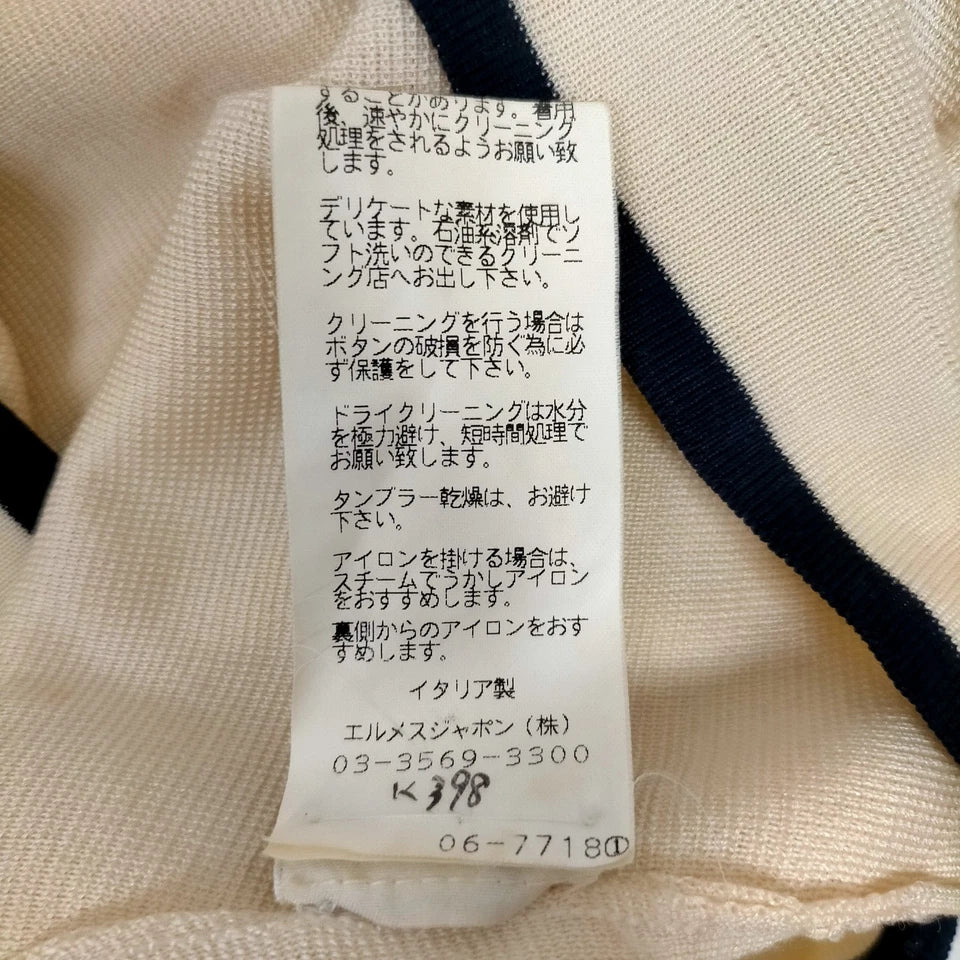 することがあります。着用
後、速やかにクリーニング
処理をされるようお願い致
します。
デリケートな素材を使用し
ています。石油系溶剤でソ
フト洗いのできるクリーニ
ング店へお出し下さい。
クリーニングを行う場合は
ボタンの破損を防ぐ為に必
ず保護をして下さい。
ドライクリーニングは水分
を極力避け、短時間処理で
お願い致します。
タンブラー乾燥は、お避け
下さい。
アイロンを掛ける場合は、
スチームでうかしアイロン
をおすすめします。
裏側からのアイロンをおす
すめします。
イタリア製
エルメスジャポン(株)
03-3569-3300
K398
06-7718①